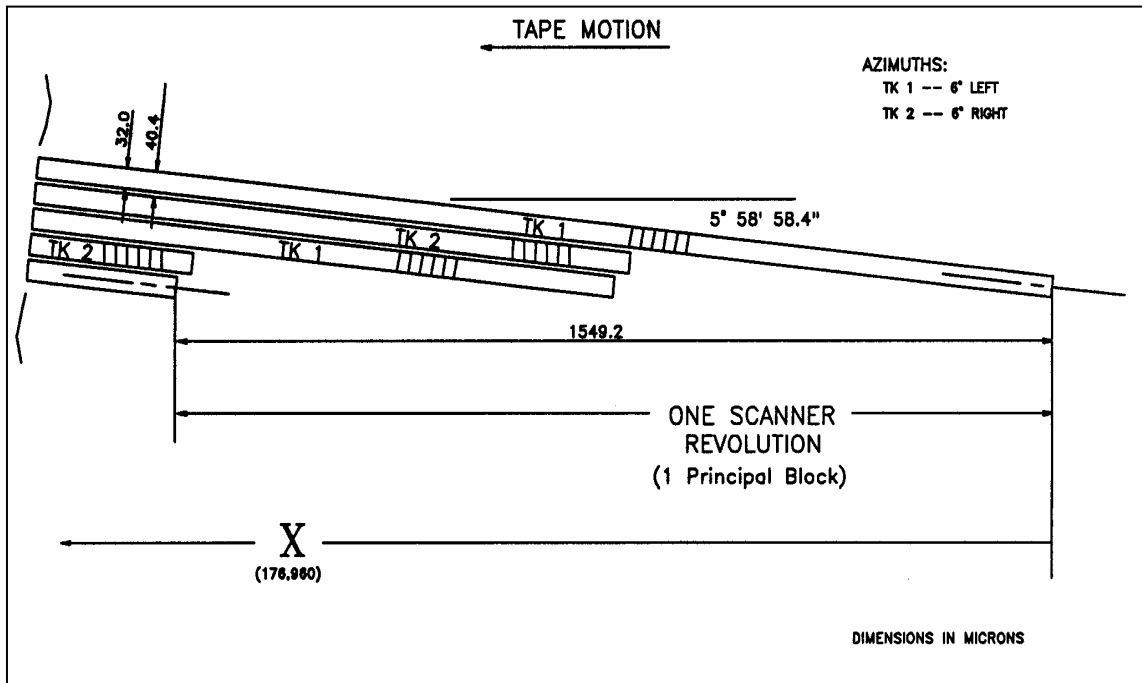 TAPE MOTION
AZIMUTHS:
TK 1 -- 6° LEFT
TK 2 -- 6° RIGHT
32.0
40.4
5° 58' 58.4"
TK 1
TK 2
TK 1
TK 2
1549.2
ONE SCANNER
REVOLUTION
(1 Principal Block)
X
(176,960)
DIMENSIONS IN MICRONS